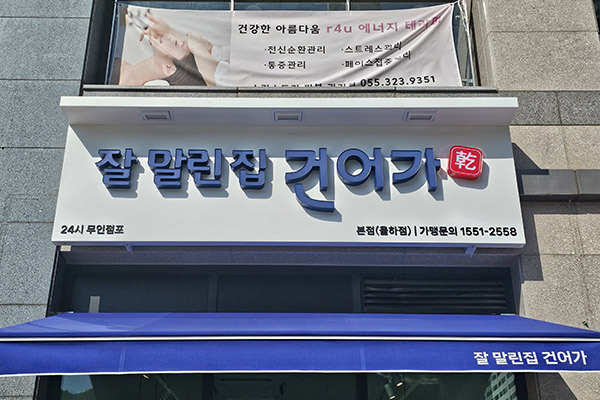 건강한 아름다움 r4u 에너지 테라피
·전신순환관리 ·스트레스관리
·통증관리 ·페이스집중관리
055.323.9351
잘 말린집 건어가 乾
24시 무인점포 본점(율하점) | 가맹문의 1551-2558
잘 말린집 건어가